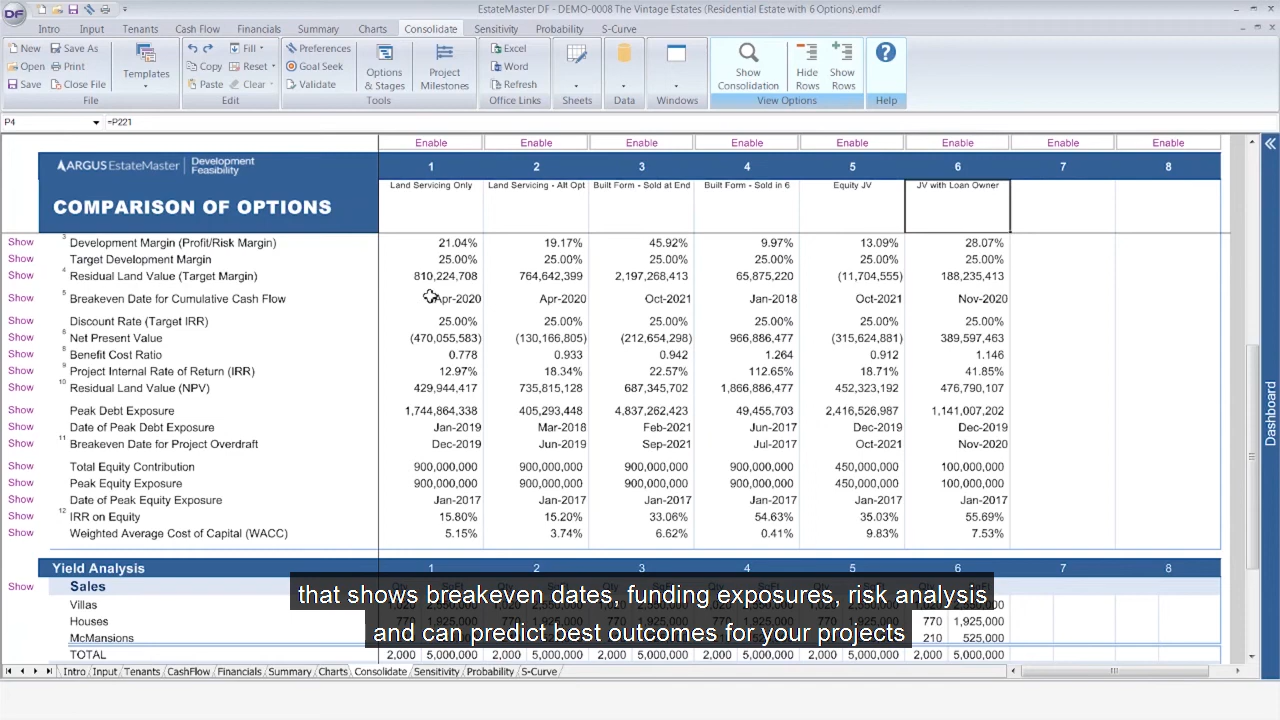 DF
EstateMaster DF - DEMO-0008 The Vintage Estates (Residential Estate with 6 Options).emdf
Intro Input Tenants Cash Flow Financials Summary Charts Consolidate Sensitivity Probability S-Curve
New Save As Fill Preferences Excel
Open Print Templates Copy Reset Goal Seek Options & Stages Project Milestones Word Sheets Data Windows Show Consolidation Hide Rows Show Rows
Save Close File Paste Clear Validate Refresh
File Edit Tools Office Links View Options Help
P4 =P221
Enable Enable Enable Enable Enable Enable Enable Enable
ARGUS EstateMaster Development Feasibility 1 2 3 4 5 6 7 8
COMPARISON OF OPTIONS Land Servicing Only Land Servicing - Alt Opt Built Form - Sold at End Built Form - Sold in 6 Equity JV JV with Loan Owner
Show 3 Development Margin (Profit/Risk Margin) 21.04% 19.17% 45.92% 9.97% 13.09% 28.07%
Show Target Development Margin 25.00% 25.00% 25.00% 25.00% 25.00% 25.00%
Show 4 Residual Land Value (Target Margin) 810,224,708 764,642,399 2,197,268,413 65,875,220 (11,704,555) 188,235,413
Show 5 Breakeven Date for Cumulative Cash Flow Apr-2020 Apr-2020 Oct-2021 Jan-2018 Oct-2021 Nov-2020
Show Discount Rate (Target IRR) 25.00% 25.00% 25.00% 25.00% 25.00% 25.00%
Show 6 Net Present Value (470,055,583) (130,166,805) (212,654,298) 966,886,477 (315,624,881) 389,597,463
Show 8 Benefit Cost Ratio 0.778 0.933 0.942 1.264 0.912 1.146
Show 9 Project Internal Rate of Return (IRR) 12.97% 18.34% 22.57% 112.65% 18.71% 41.85%
Show 10 Residual Land Value (NPV) 429,944,417 735,815,128 687,345,702 1,866,886,477 452,323,192 476,790,107
Show Peak Debt Exposure 1,744,864,338 405,293,448 4,837,262,423 49,455,703 2,416,526,987 1,141,007,202
Show Date of Peak Debt Exposure Jan-2019 Mar-2018 Feb-2021 Jun-2017 Dec-2019 Dec-2019
Show 11 Breakeven Date for Project Overdraft Dec-2019 Jun-2019 Sep-2021 Jul-2017 Oct-2021 Nov-2020
Show Total Equity Contribution 900,000,000 900,000,000 900,000,000 900,000,000 450,000,000 100,000,000
Show Peak Equity Exposure 900,000,000 900,000,000 900,000,000 900,000,000 450,000,000 100,000,000
Show Date of Peak Equity Exposure Jan-2017 Jan-2017 Jan-2017 Jan-2017 Jan-2017 Jan-2017
Show 12 IRR on Equity 15.80% 15.20% 33.06% 54.63% 35.03% 55.69%
Show Weighted Average Cost of Capital (WACC) 5.15% 3.74% 6.62% 0.41% 9.83% 7.53%
Dashboard
Yield Analysis 1 2 3 4 5 6 7 8
Show Sales
that shows breakeven dates, funding exposures, risk analysis
Villas
Houses 770 1,925,000
and can predict best outcomes for your projects
McMansions 210 525,000
TOTAL 2,000 5,000,000 2,000 5,000,000 2,000 5,000,000 2,000 5,000,000 2,000 5,000,000 2,000 5,000,000
Intro Input Tenants CashFlow Financials Summary Charts Consolidate Sensitivity Probability S-Curve